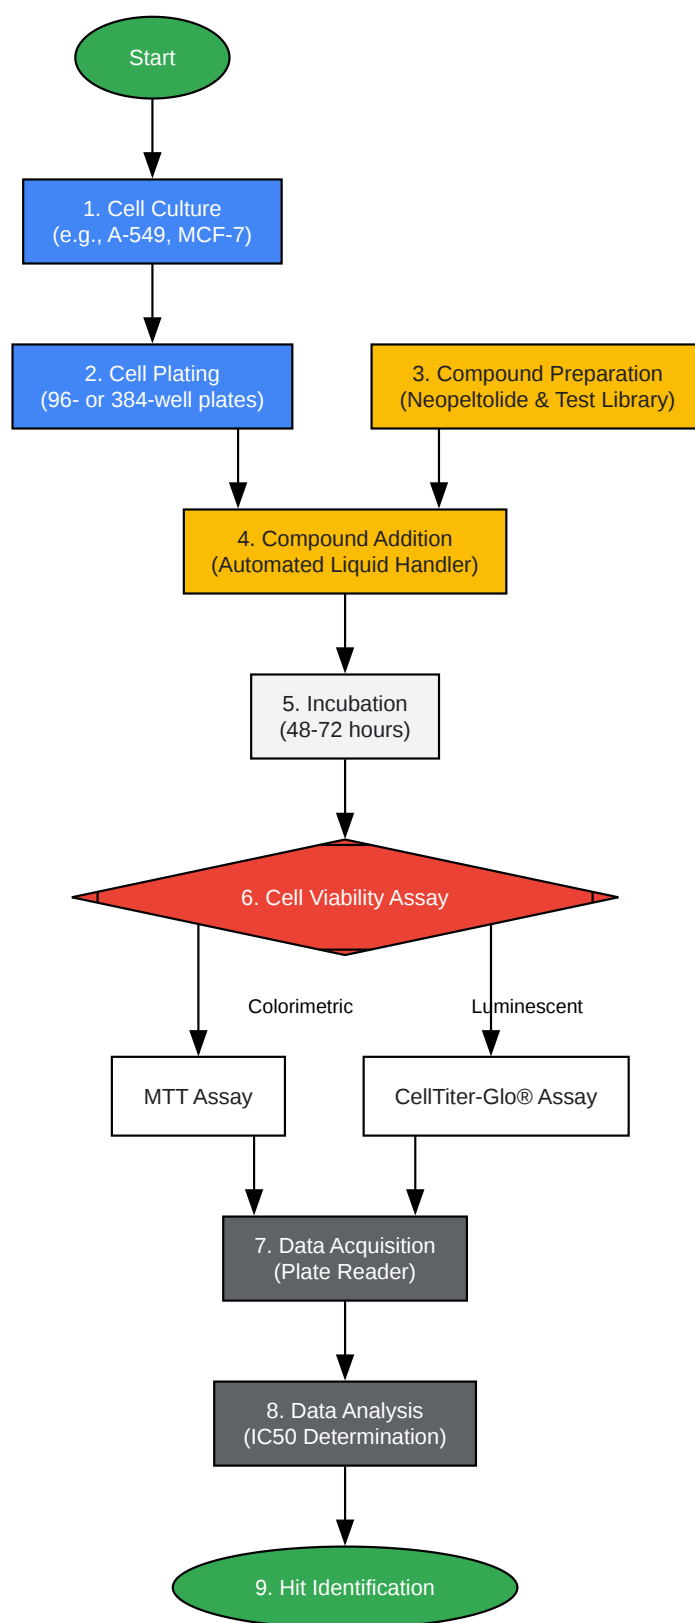 Start
1. Cell Culture
(e.g., A-549, MCF-7)
2. Cell Plating
(96- or 384-well plates)
3. Compound Preparation
(Neopeltolide & Test Library)
4. Compound Addition
(Automated Liquid Handler)
5. Incubation
(48-72 hours)
6. Cell Viability Assay
Colorimetric
Luminescent
MTT Assay
CellTiter-Glo® Assay
7. Data Acquisition
(Plate Reader)
8. Data Analysis
(IC50 Determination)
9. Hit Identification